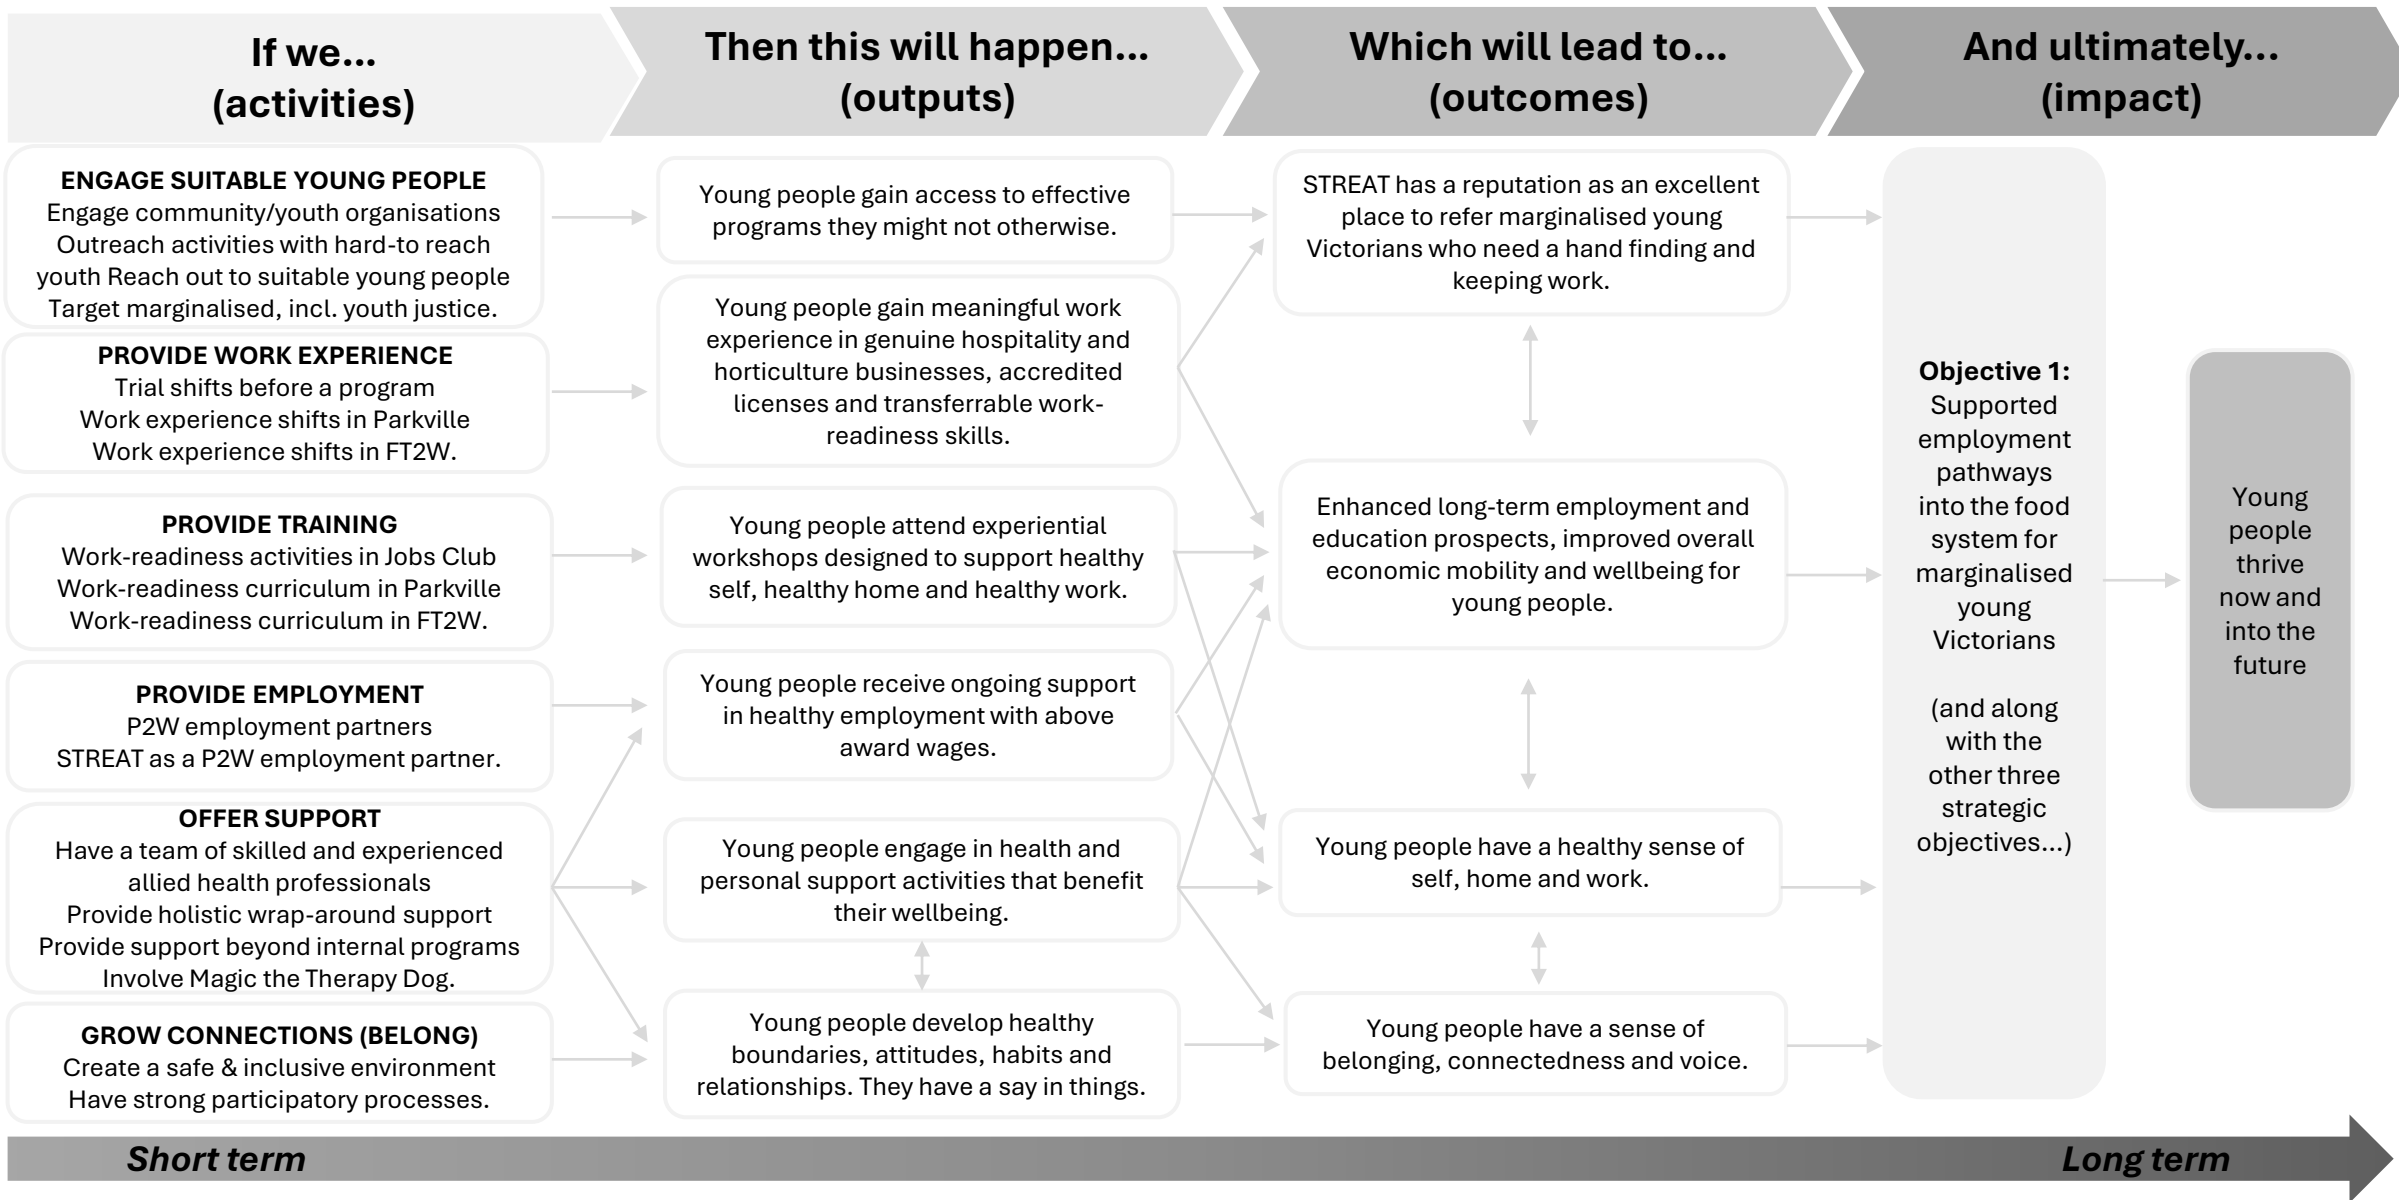 If we...
(activities)
Then this will happen...
(outputs)
Which will lead to...
(outcomes)
And ultimately...
(impact)
ENGAGE SUITABLE YOUNG PEOPLE
Engage community/youth organisations
Outreach activities with hard-to reach
youth Reach out to suitable young people
Target marginalised, incl. youth justice.
PROVIDE WORK EXPERIENCE
Trial shifts before a program
Work experience shifts in Parkville
Work experience shifts in FT2W.
PROVIDE TRAINING
Work-readiness activities in Jobs Club
Work-readiness curriculum in Parkville
Work-readiness curriculum in FT2W.
PROVIDE EMPLOYMENT
P2W employment partners
STREAT as a P2W employment partner.
OFFER SUPPORT
Have a team of skilled and experienced
allied health professionals
Provide holistic wrap-around support
Provide support beyond internal programs
Involve Magic the Therapy Dog.
GROW CONNECTIONS (BELONG)
Create a safe & inclusive environment
Have strong participatory processes.
Young people gain access to effective
programs they might not otherwise.
Young people gain meaningful work
experience in genuine hospitality and
horticulture businesses, accredited
licenses and transferrable work-
readiness skills.
Young people attend experiential
workshops designed to support healthy
self, healthy home and healthy work.
Young people receive ongoing support
in healthy employment with above
award wages.
Young people engage in health and
personal support activities that benefit
their wellbeing.
Young people develop healthy
boundaries, attitudes, habits and
relationships. They have a say in things.
STREAT has a reputation as an excellent
place to refer marginalised young
Victorians who need a hand finding and
keeping work.
Enhanced long-term employment and
education prospects, improved overall
economic mobility and wellbeing for
young people.
Young people have a healthy sense of
self, home and work.
Young people have a sense of
belonging, connectedness and voice.
Objective 1:
Supported
employment
pathways
into the food
system for
marginalised
young
Victorians
(and along
with the
other three
strategic
objectives...)
Young
people
thrive
now and
into the
future
Short term
Long term